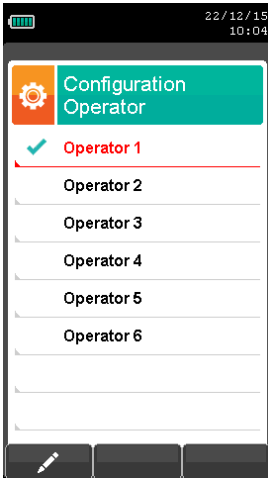 22/12/15
10:04
Configuration
Operator
Operator 1
Operator 2
Operator 3
Operator 4
Operator 5
Operator 6